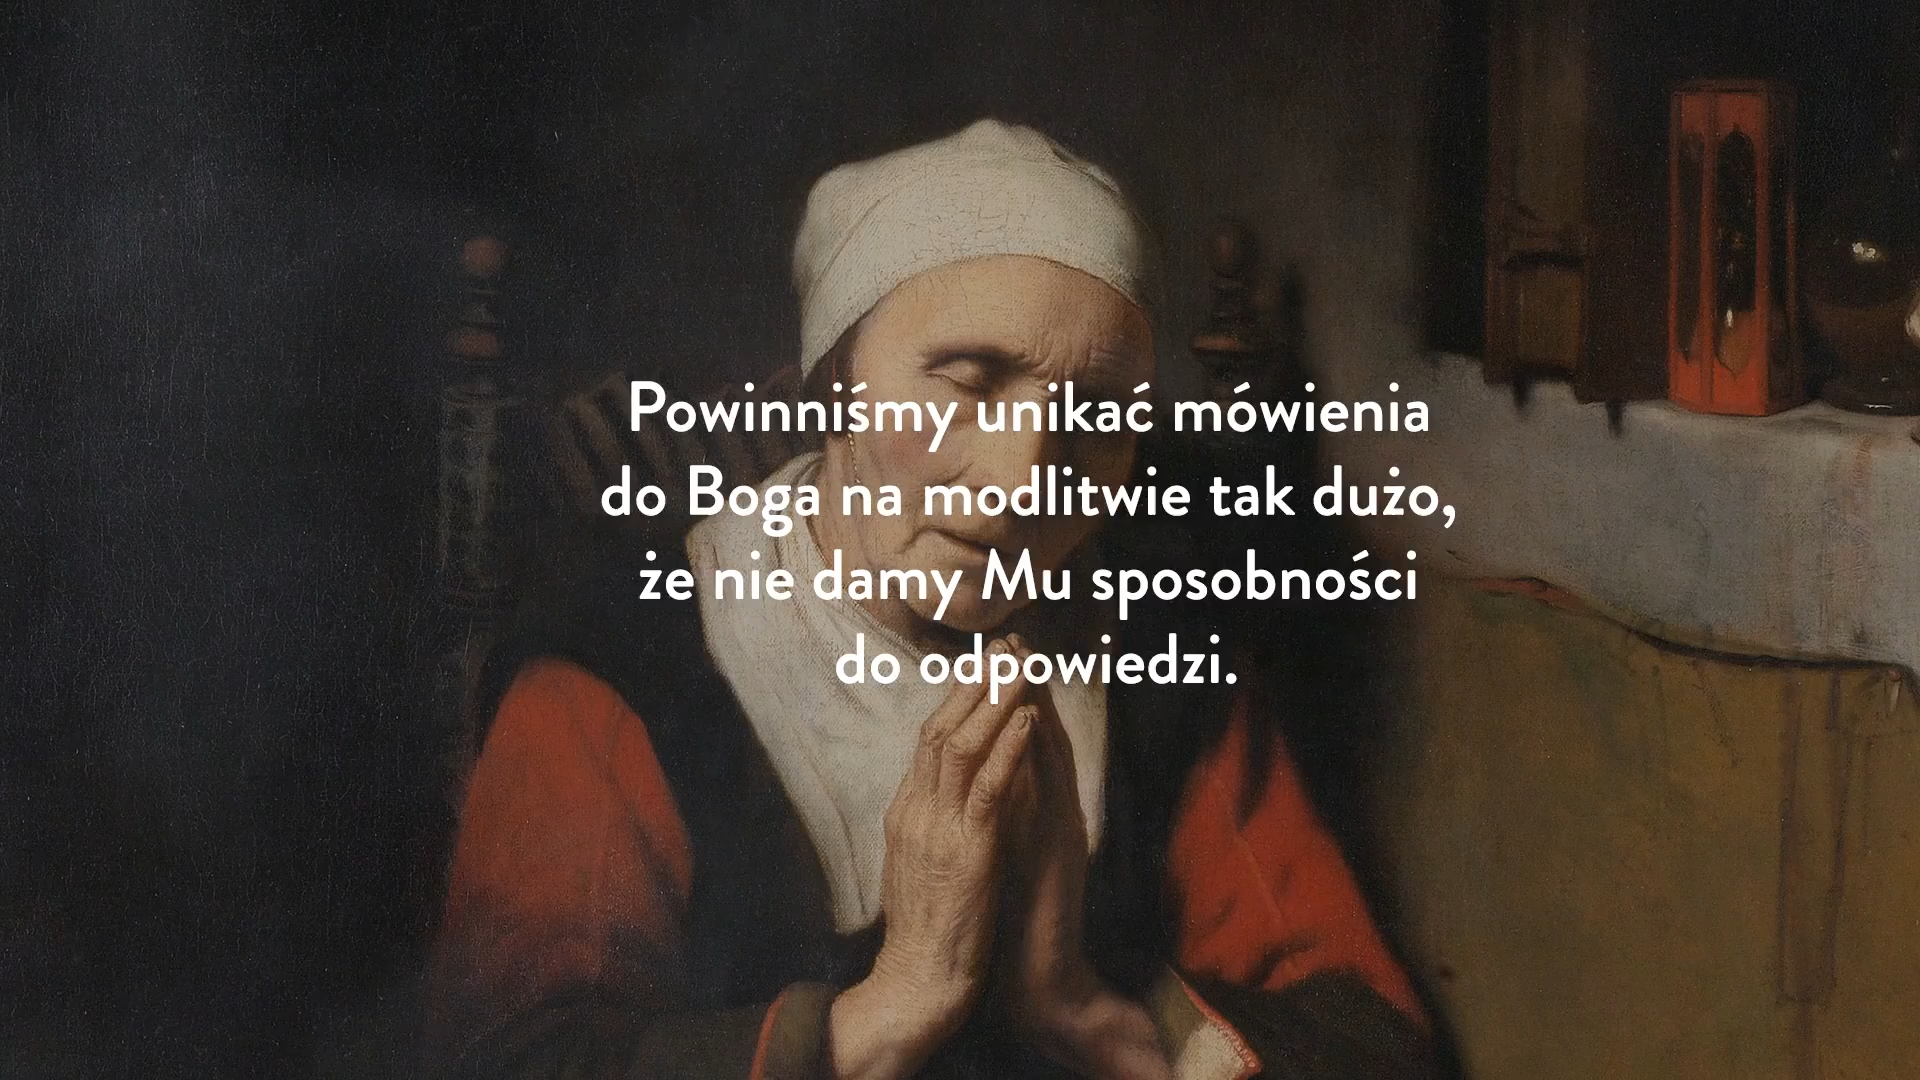 Powinniśmy unikać mówienia
do Boga na modlitwie tak dużo,
że nie damy Mu sposobności
do odpowiedzi.